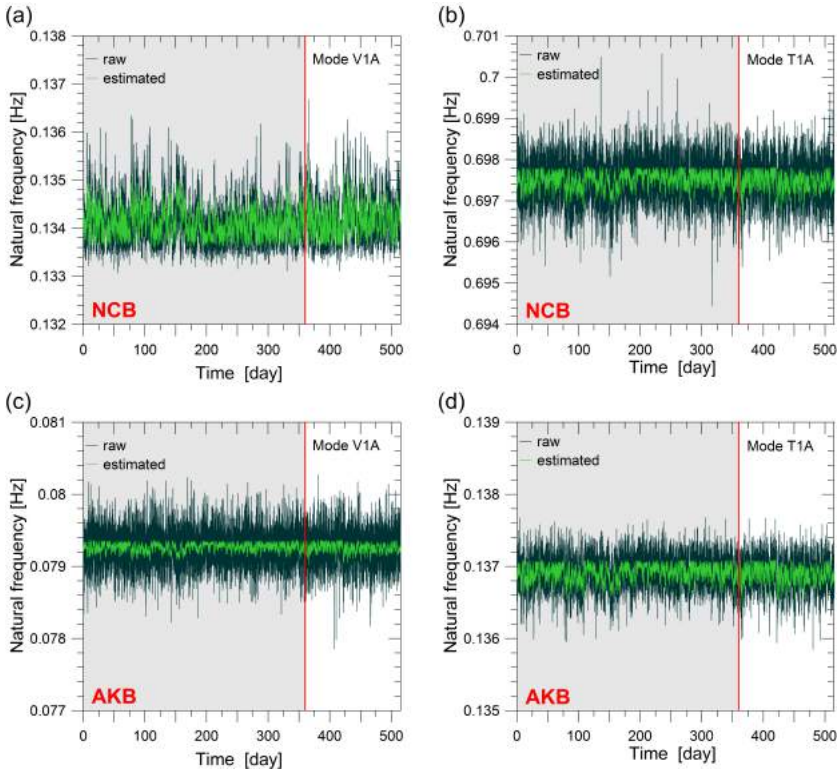 (a)
0.138
0.137
0.136
0.135
0.134
0.133
0.132
Natural frequency [Hz]
raw
estimated
Mode V1A
NCB
0 100 200 300 400 500
Time [day]
(b)
0.701
0.7
0.699
0.698
0.697
0.696
0.695
0.694
Natural frequency [Hz]
raw
estimated
Mode T1A
NCB
0 100 200 300 400 500
Time [day]
(c)
0.081
0.08
0.079
0.078
0.077
Natural frequency [Hz]
raw
estimated
Mode V1A
AKB
0 100 200 300 400 500
Time [day]
(d)
0.139
0.138
0.137
0.136
0.135
Natural frequency [Hz]
raw
estimated
Mode T1A
AKB
0 100 200 300 400 500
Time [day]